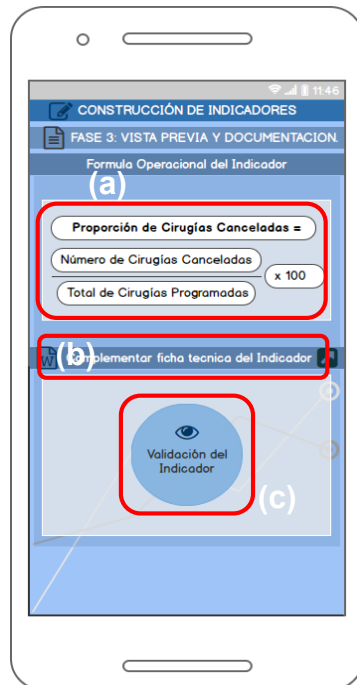 11:46
CONSTRUCCIÓN DE INDICADORES
FASE 3: VISTA PREVIA Y DOCUMENTACION.
Formula Operacional del Indicador
(a)
Proporción de Cirugías Canceladas =
Número de Cirugías Canceladas
x 100
Total de Cirugías Programadas
W
(b)
Complementar ficha tecnica del Indicador
Validación del
Indicador
(c)